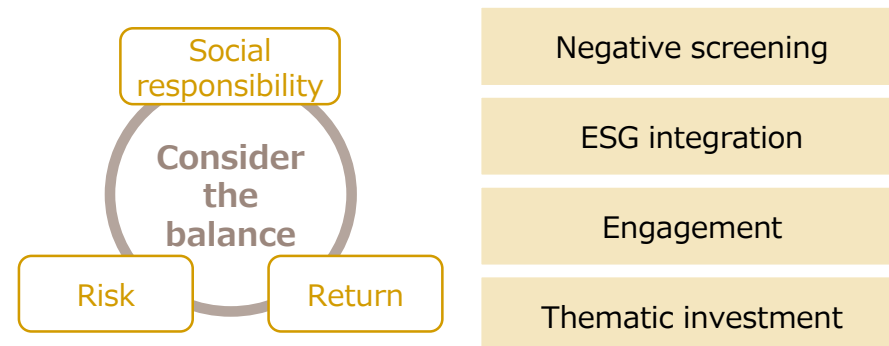 Social
responsibility
Consider
the
balance
Risk
Return
Negative screening
ESG integration
Engagement
Thematic investment